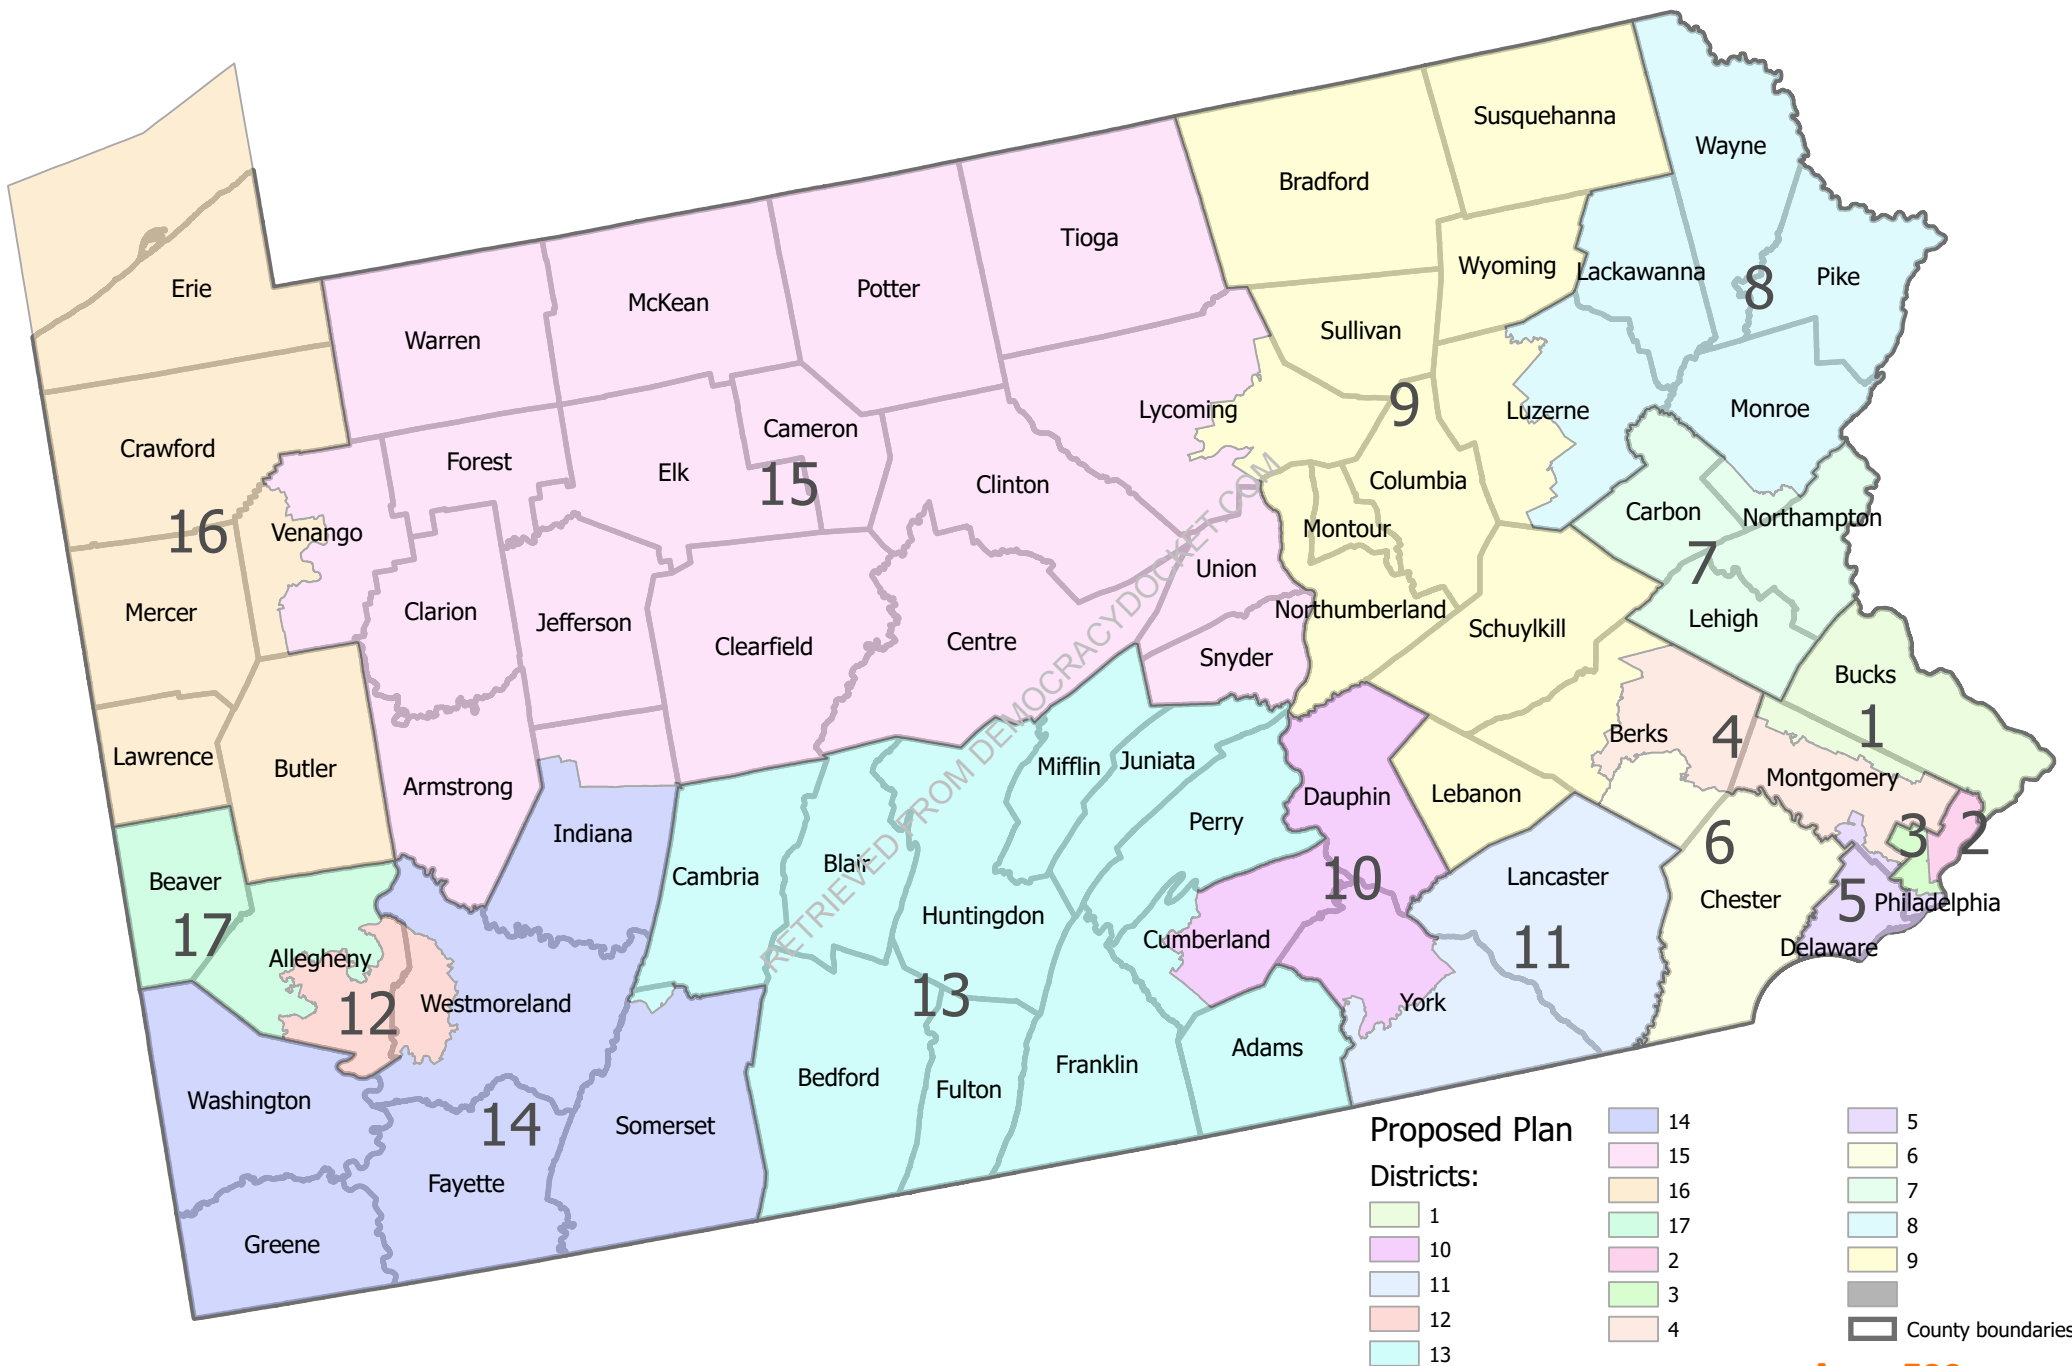 Susquehanna
Wayne
Bradford
Tioga
Wyoming
Lackawanna
8
Pike
Erie
McKean
Potter
Sullivan
Warren
9
Luzerne
Monroe
Lycoming
Cameron
Crawford
Forest
Elk
15
Clinton
Columbia
16
Venango
Montour
Carbon
Northampton
7
Union
Mercer
Clarion
Jefferson
Northumberland
Lehigh
Clearfield
Centre
Schuylkill
Snyder
Bucks
1
Berks
4
Lawrence
Butler
Mifflin
Juniata
Montgomery
Armstrong
Dauphin
Lebanon
Indiana
Perry
6
3
2
Beaver
Cambria
Blair
10
Lancaster
Chester
5
Philadelphia
Huntingdon
17
Allegheny
Cumberland
11
Delaware
12
Westmoreland
13
York
Adams
Franklin
Bedford
Fulton
Washington
14
Somerset
Fayette
Greene
RETRIEVED FROM DEMOCRACYDOCKET.COM
Proposed Plan
Districts:
1
10
11
12
13
14
15
16
17
2
3
4
5
6
7
8
9
County boundaries